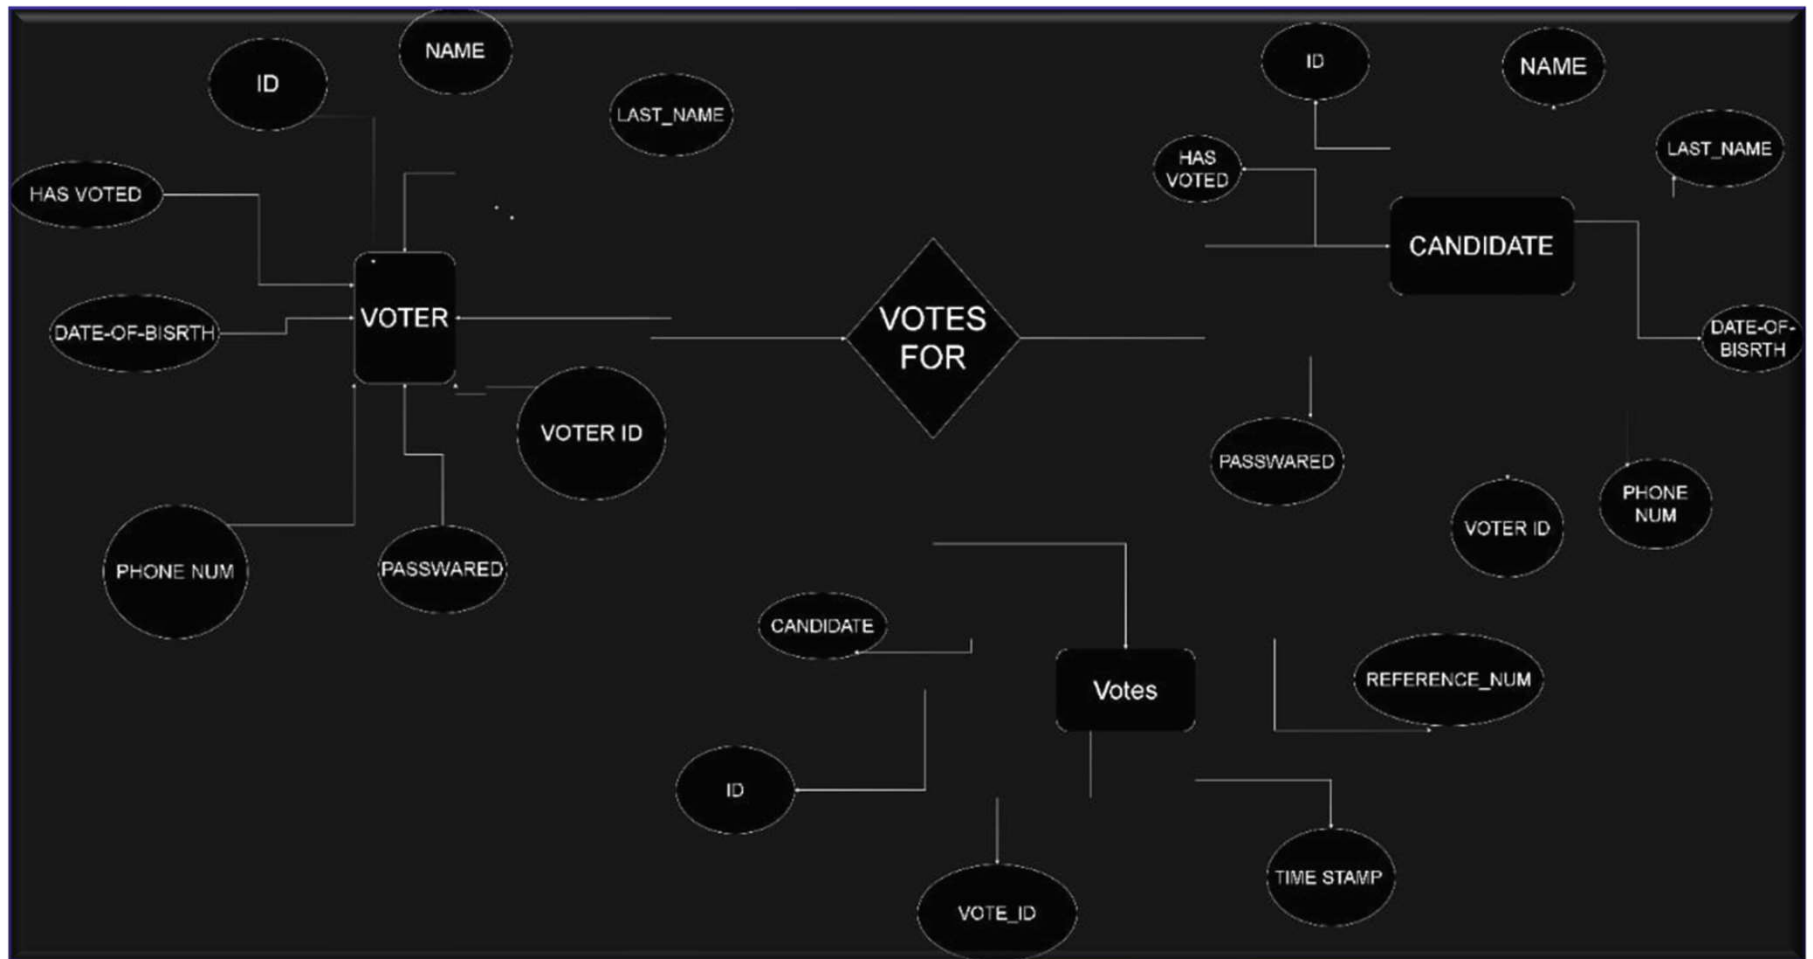 NAME
ID
LAST_NAME
HAS VOTED
VOTER
DATE-OF-BISRTH
VOTER ID
PHONE NUM
PASSWARED
VOTES
FOR
ID
NAME
HAS
VOTED
LAST_NAME
CANDIDATE
DATE-OF-
BISRTH
PASSWARED
VOTER ID
PHONE
NUM
CANDIDATE
Votes
REFERENCE_NUM
ID
VOTE_ID
TIME STAMP